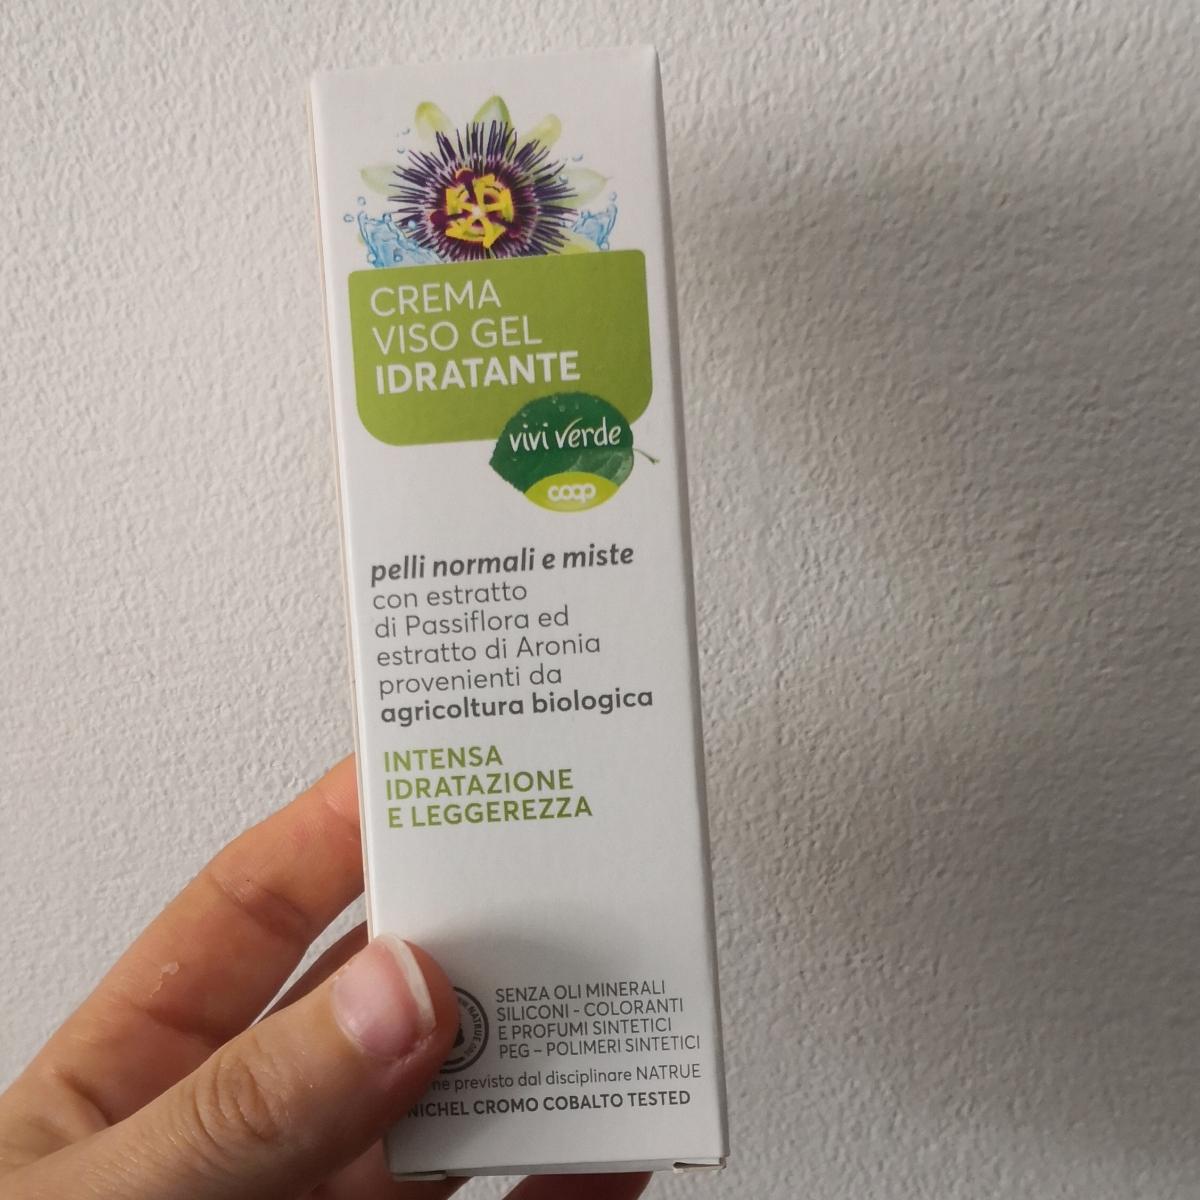 CREMA
VISO GEL
IDRATANTE
vivi verde
coop
pelli normali e miste
con estratto
di Passiflora ed
estratto di Aronia
provenienti da
agricoltura biologica
INTENSA
IDRATAZIONE
E LEGGEREZZA
SENZA OLI MINERALI
SILICONI - COLORANTI
E PROFUMI SINTETICI
PEG – POLIMERI SINTETICI
previsto dal disciplinare NATRUE
NICHEL CROMO COBALTO TESTED